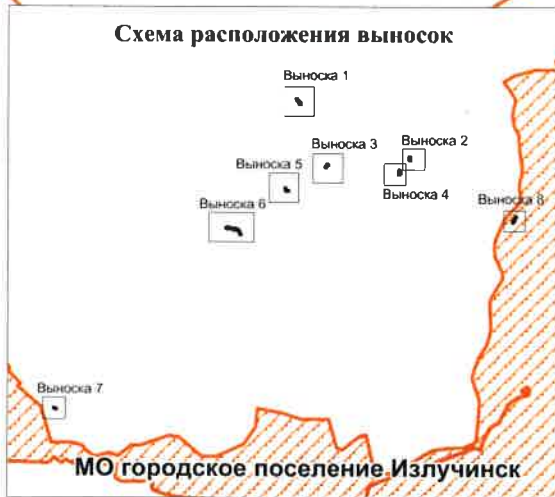 Схема расположения выносок
Выноска 1
Выноска 3
Выноска 2
Выноска 5
Выноска 4
Выноска 6
Выноска 8
Выноска 7
МО городское поселение Излучинск